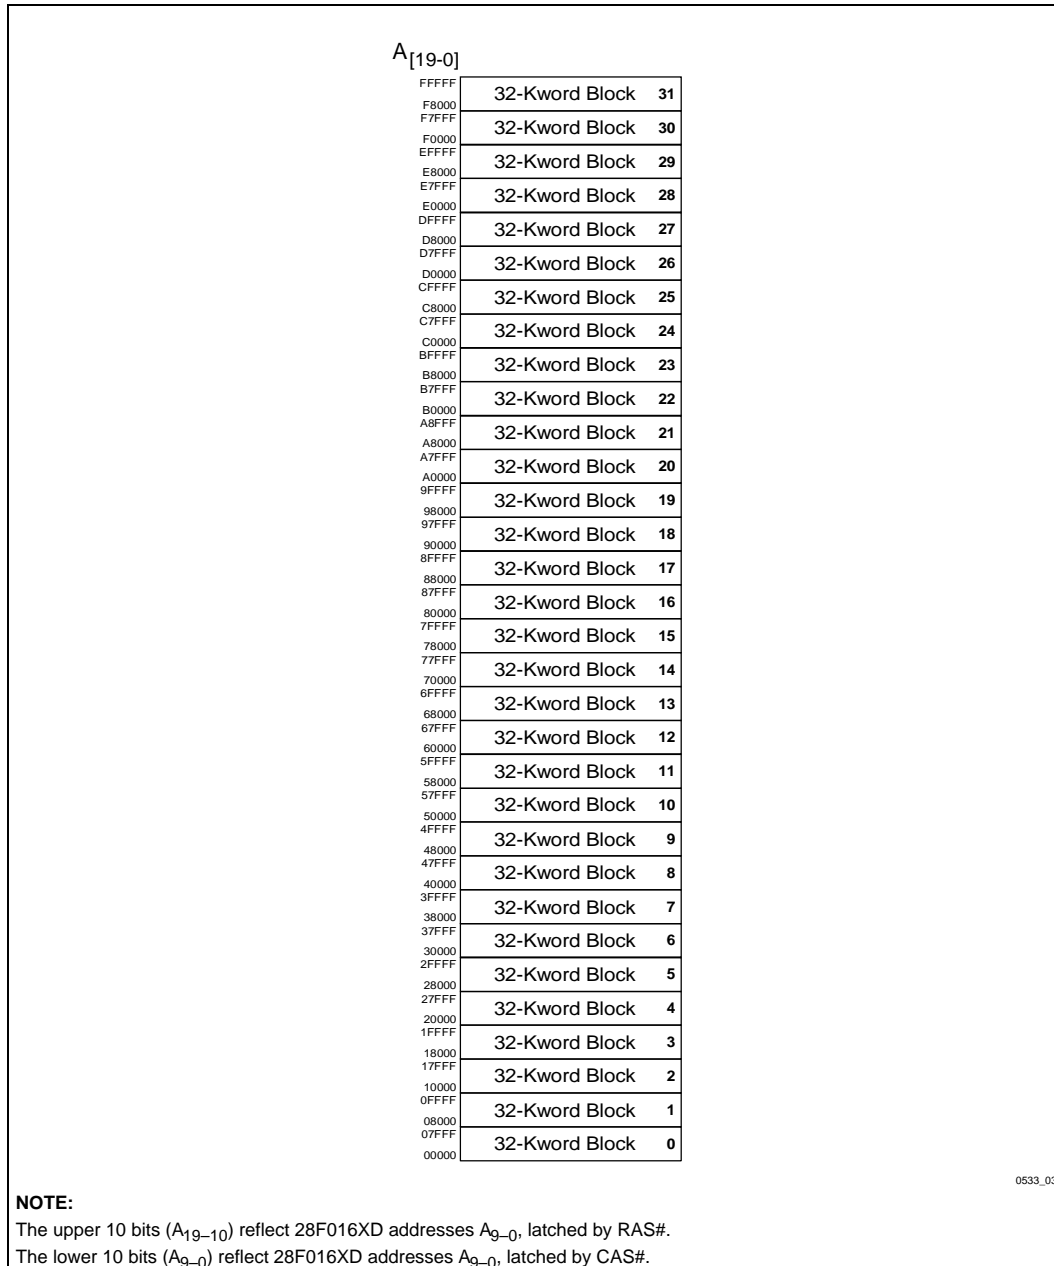 A[19-0]
FFFFF
32-Kword Block 31
F8000
F7FFF
32-Kword Block 30
F0000
EFFFF
32-Kword Block 29
E8000
E7FFF
32-Kword Block 28
E0000
DFFFF
32-Kword Block 27
D8000
D7FFF
32-Kword Block 26
D0000
CFFFF
32-Kword Block 25
C8000
C7FFF
32-Kword Block 24
C0000
BFFFF
32-Kword Block 23
B8000
B7FFF
32-Kword Block 22
B0000
A8FFF
32-Kword Block 21
A8000
A7FFF
32-Kword Block 20
A0000
9FFFF
32-Kword Block 19
98000
97FFF
32-Kword Block 18
90000
8FFFF
32-Kword Block 17
88000
87FFF
32-Kword Block 16
80000
7FFFF
32-Kword Block 15
78000
77FFF
32-Kword Block 14
70000
6FFFF
32-Kword Block 13
68000
67FFF
32-Kword Block 12
60000
5FFFF
32-Kword Block 11
58000
57FFF
32-Kword Block 10
50000
4FFFF
32-Kword Block 9
48000
47FFF
32-Kword Block 8
40000
3FFFF
32-Kword Block 7
38000
37FFF
32-Kword Block 6
30000
2FFFF
32-Kword Block 5
28000
27FFF
32-Kword Block 4
20000
1FFFF
32-Kword Block 3
18000
17FFF
32-Kword Block 2
10000
0FFFF
32-Kword Block 1
08000
07FFF
32-Kword Block 0
00000
0533_03
NOTE:
The upper 10 bits (A19–10) reflect 28F016XD addresses A9–0, latched by RAS#.
The lower 10 bits (A9–0) reflect 28F016XD addresses A9–0, latched by CAS#.